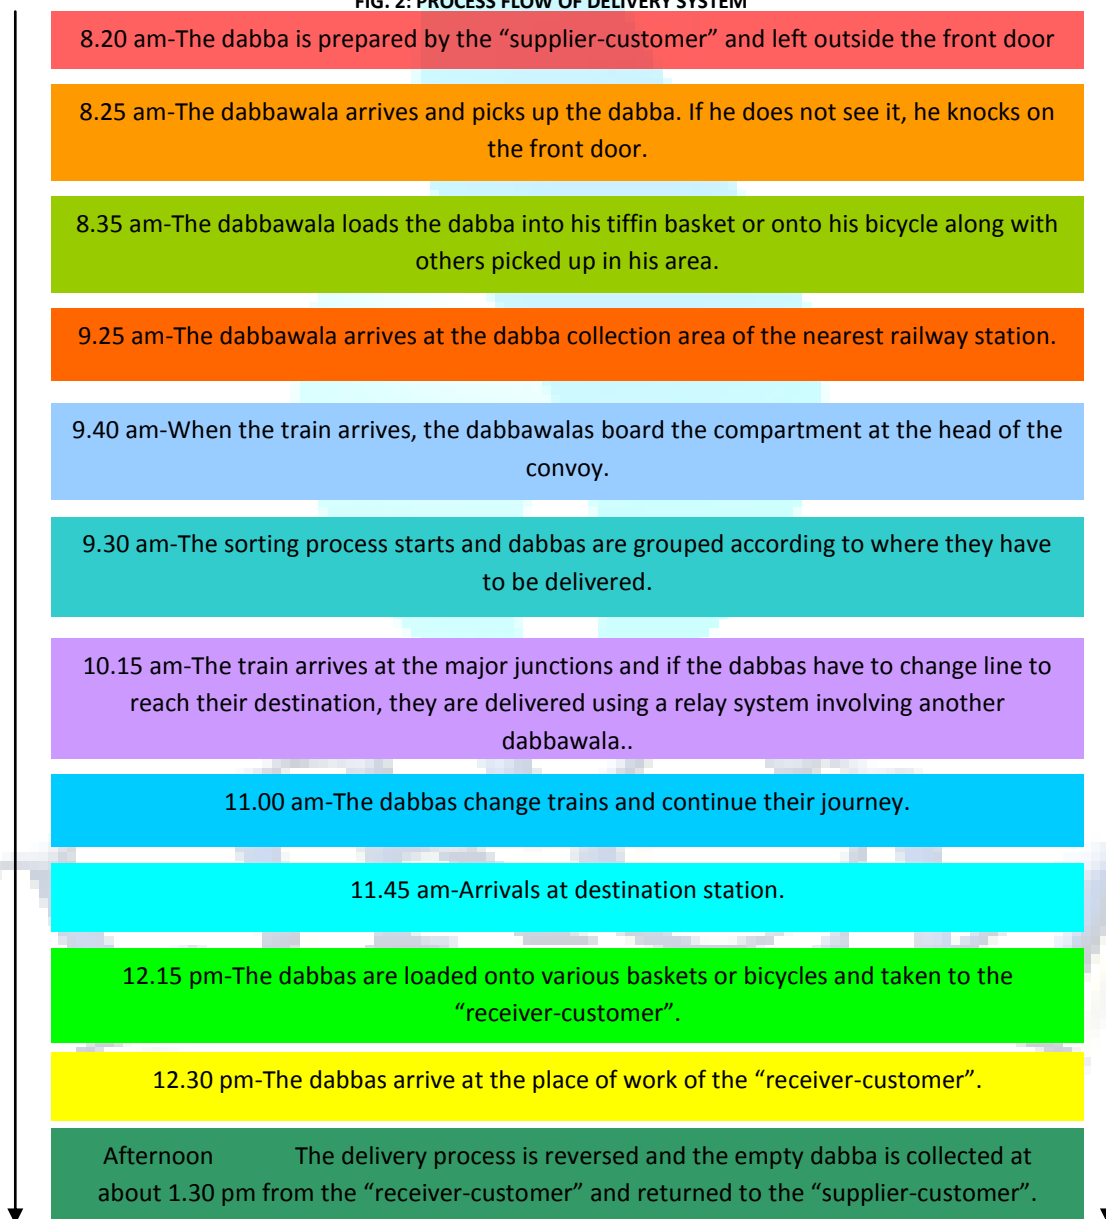 FIG. 2: PROCESS FLOW OF DELIVERY SYSTEM
8.20 am-The dabba is prepared by the “supplier-customer” and left outside the front door
8.25 am-The dabbawala arrives and picks up the dabba. If he does not see it, he knocks on
the front door.
8.35 am-The dabbawala loads the dabba into his tiffin basket or onto his bicycle along with
others picked up in his area.
9.25 am-The dabbawala arrives at the dabba collection area of the nearest railway station.
9.40 am-When the train arrives, the dabbawalas board the compartment at the head of the
convoy.
9.30 am-The sorting process starts and dabbas are grouped according to where they have
to be delivered.
10.15 am-The train arrives at the major junctions and if the dabbas have to change line to
reach their destination, they are delivered using a relay system involving another
dabbawala..
11.00 am-The dabbas change trains and continue their journey.
11.45 am-Arrivals at destination station.
12.15 pm-The dabbas are loaded onto various baskets or bicycles and taken to the
“receiver-customer”.
12.30 pm-The dabbas arrive at the place of work of the “receiver-customer”.
Afternoon The delivery process is reversed and the empty dabba is collected at
about 1.30 pm from the “receiver-customer” and returned to the “supplier-customer”.